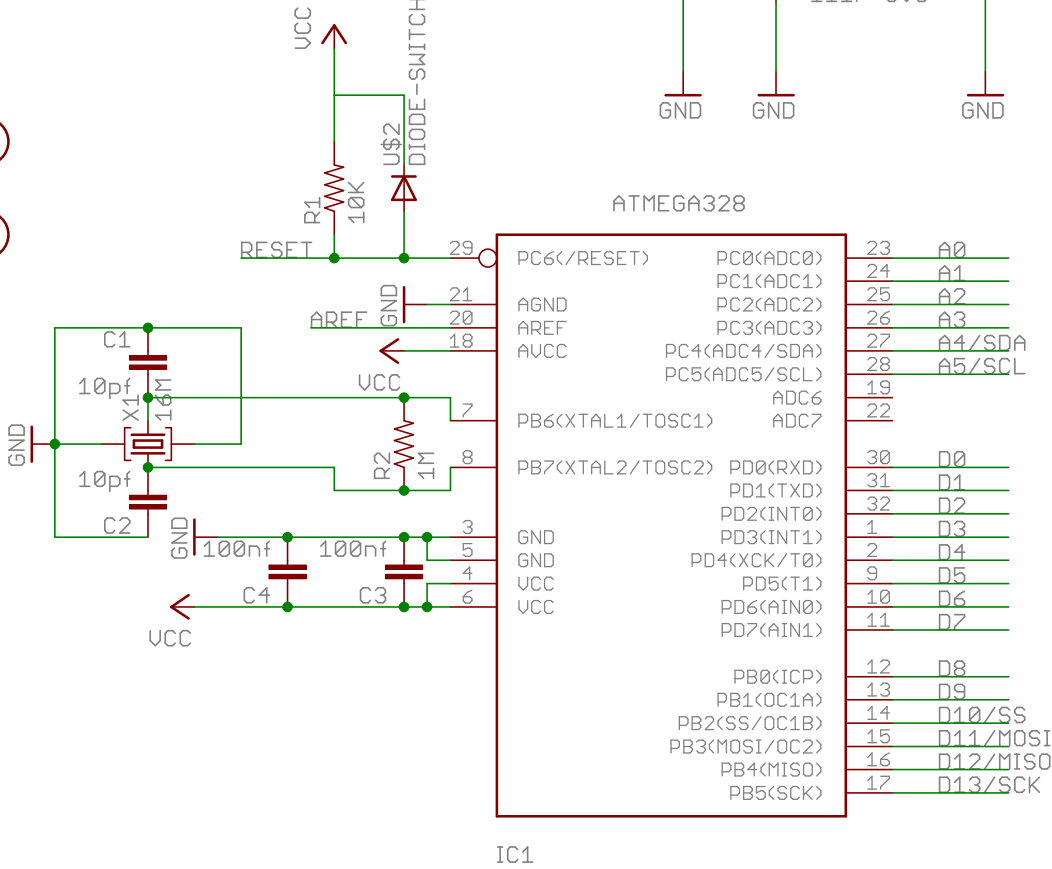 VCC
DIODE-SWITCH
U$2
R1
10K
GND
GND
GND
ATMEGA328
RESET
29
PC6(/RESET)
GND
21
AGND
AREF
20
AREF
18
AVCC
VCC
7
PB6(XTAL1/TOSC1)
8
PB7(XTAL2/TOSC2)
R2
1M
C1
10pf
X1
16M
GND
10pf
C2
GND
100nf
100nf
C4
C3
VCC
3
GND
5
GND
4
VCC
6
VCC
PC0(ADC0)
23
A0
PC1(ADC1)
24
A1
PC2(ADC2)
25
A2
PC3(ADC3)
26
A3
PC4(ADC4/SDA)
27
A4/SDA
PC5(ADC5/SCL)
28
A5/SCL
ADC6
19
ADC7
22
PD0(RXD)
30
D0
PD1(TXD)
31
D1
PD2(INT0)
32
D2
PD3(INT1)
1
D3
PD4(XCK/T0)
2
D4
PD5(T1)
9
D5
PD6(AIN0)
10
D6
PD7(AIN1)
11
D7
PB0(ICP)
12
D8
PB1(OC1A)
13
D9
PB2(SS/OC1B)
14
D10/SS
PB3(MOSI/OC2)
15
D11/MOSI
PB4(MISO)
16
D12/MISO
PB5(SCK)
17
D13/SCK
IC1